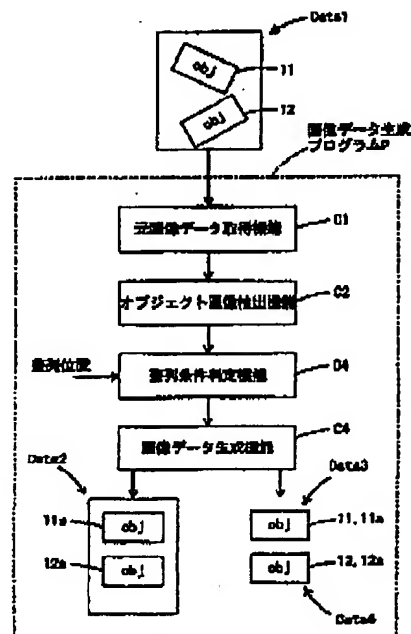 Data1
obj
11
obj
12
画像データ生成
プログラムP
元画像データ取得機能
C1
オブジェクト画像検出機能
C2
整列位置
整列条件判定機能
C4
画像データ生成機能
Data2
Data3
11a
obj
obj
11,11a
12a
obj
obj
12,12a
Data4